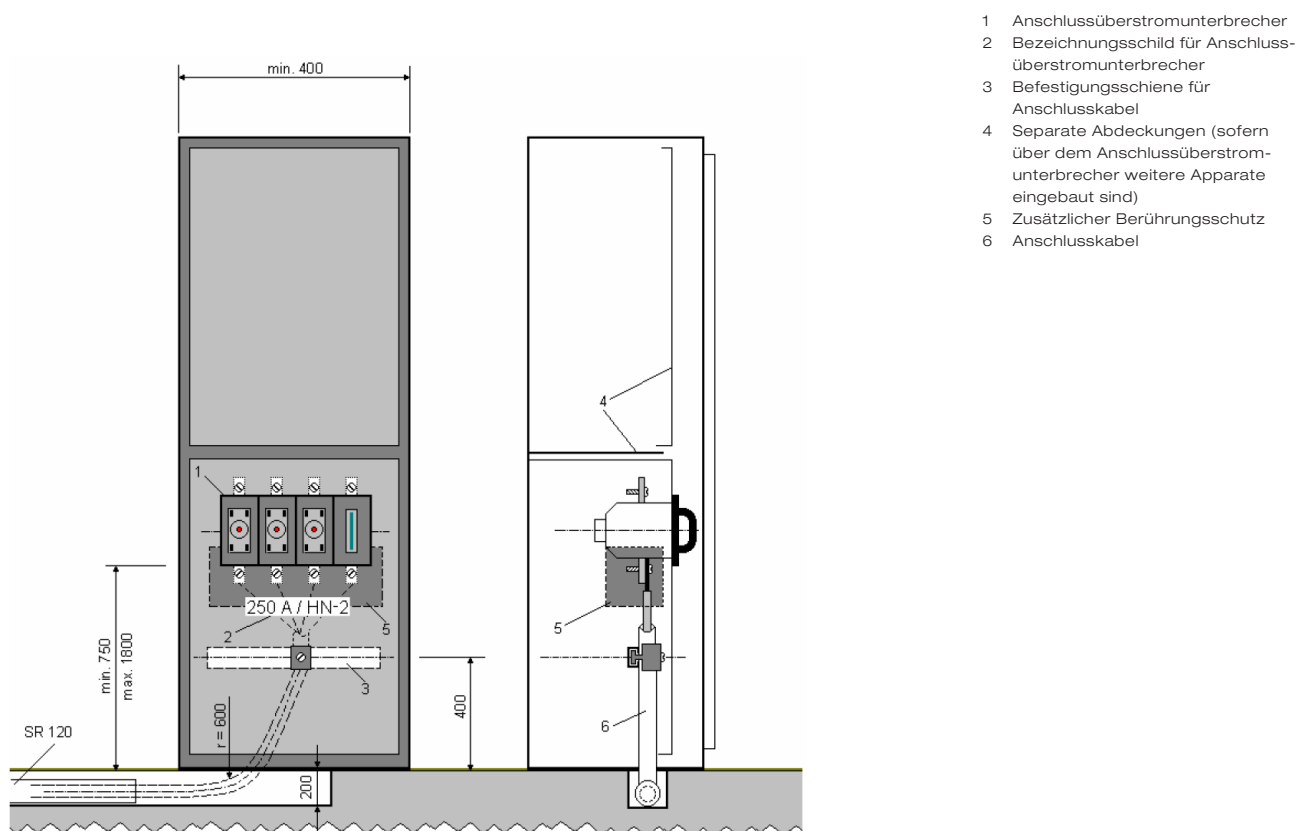 1 Anschlussüberstromunterbrecher
2 Bezeichnungsschild für Anschluss-
überstromunterbrecher
3 Befestigungsschiene für
Anschlusskabel
4 Separate Abdeckungen (sofern
über dem Anschlussüberstrom-
unterbrecher weitere Apparate
eingebaut sind)
5 Zusätzlicher Berührungsschutz
6 Anschlusskabel
min. 400
4
1
250 A / HN-2
2
5
3
5
6
min. 750
max. 1800
400
r = 600
SR 120
200